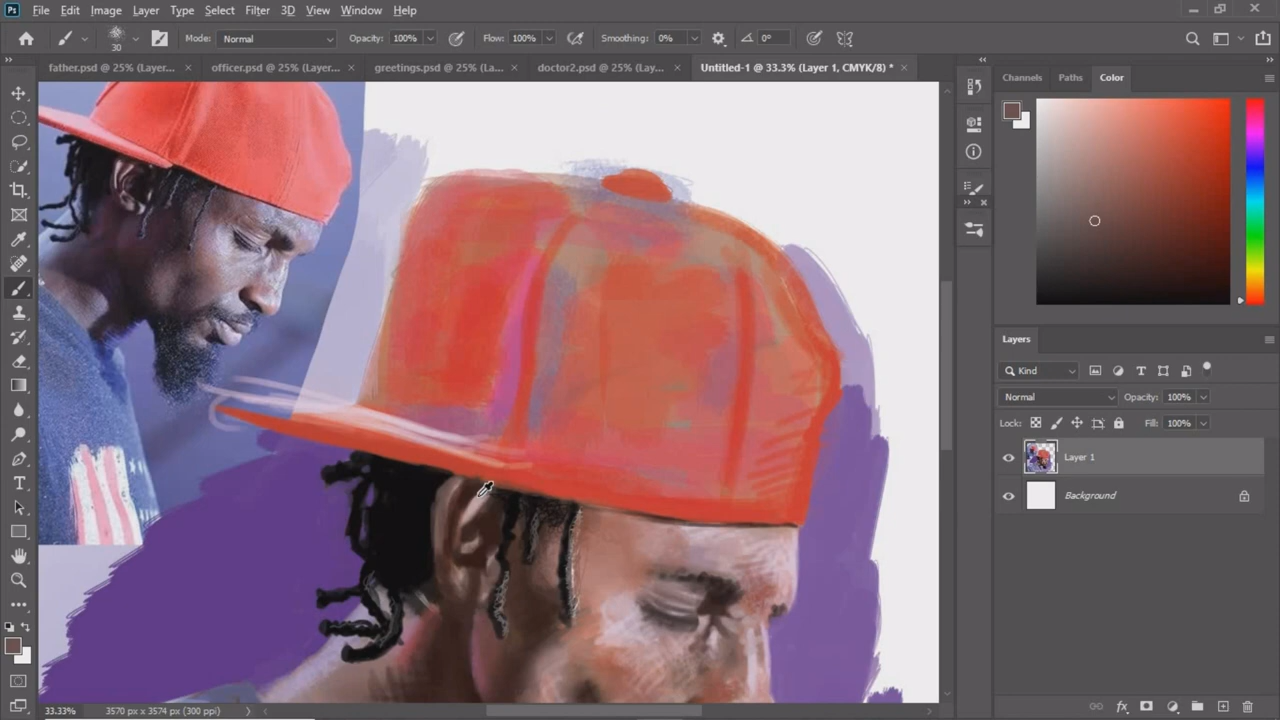 Ps File Edit Image Layer Type Select Filter 3D View Window Help
30 Mode: Normal Opacity: 100% Flow: 100% Smoothing: 0% 0°
father.psd @ 25% (Layer... × officer.psd @ 25% (Layer... × greetings.psd @ 25% (La... × doctor2.psd @ 25% (Lay... × Untitled-1 @ 33.3% (Layer 1, CMYK/8) * ×
Channels Paths Color
Layers
Kind
Normal Opacity: 100%
Lock: Fill: 100%
Layer 1
Background
33.33% 3570 px x 3574 px (300 ppi)